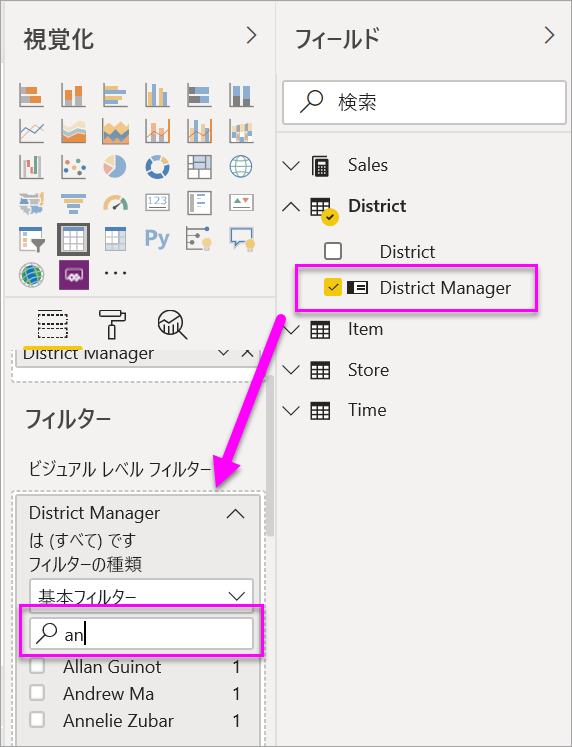 視覚化
123
Py
District Manager
フィルター
ビジュアル レベル フィルター
District Manager
は (すべて) です
フィルターの種類
基本フィルター
an
Allan Guinot 1
Andrew Ma 1
Annelie Zubar 1
フィールド
検索
Sales
District
District
District Manager
Item
Store
Time